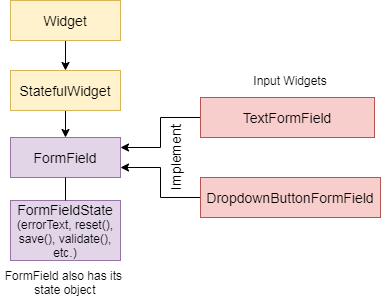 Widget
StatefulWidget
Input Widgets
TextFormField
Implement
FormField
DropdownButtonFormField
FormFieldState
(errorText, reset(),
save(), validate(),
etc.)
FormField also has its
state object